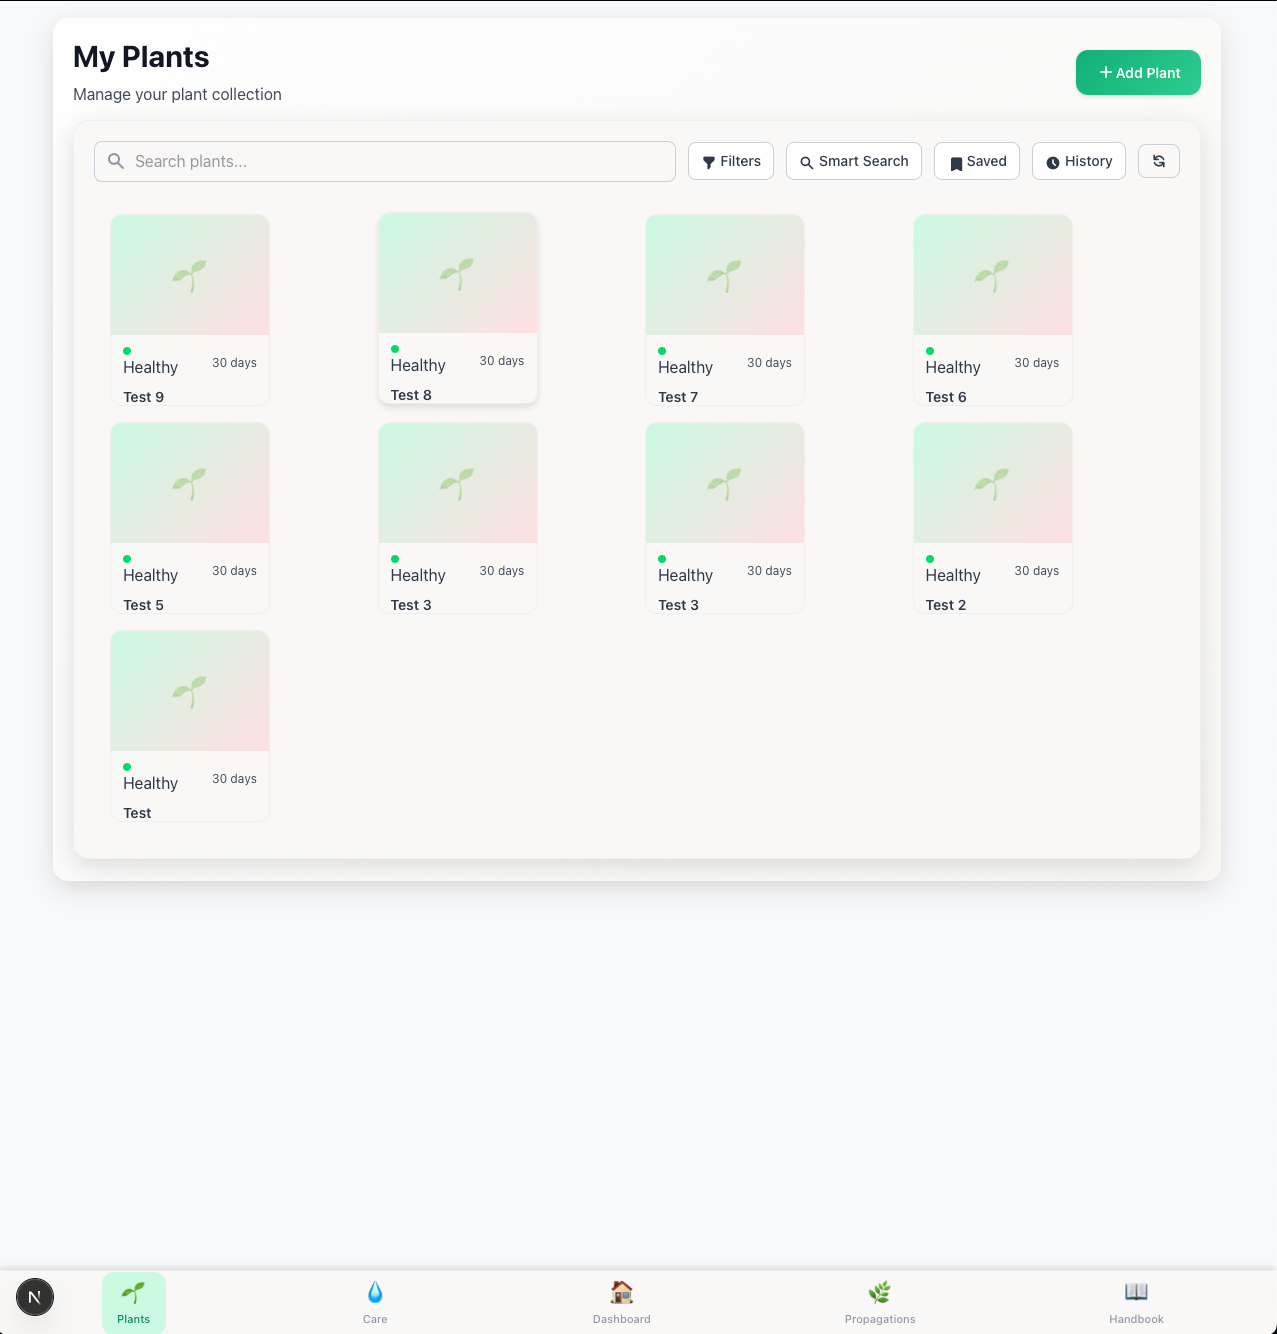 My Plants
Manage your plant collection
Add Plant
Search plants...
Filters
Smart Search
Saved
History
Healthy
30 days
Test 9
Healthy
30 days
Test 8
Healthy
30 days
Test 7
Healthy
30 days
Test 6
Healthy
30 days
Test 5
Healthy
30 days
Test 3
Healthy
30 days
Test 3
Healthy
30 days
Test 2
Healthy
30 days
Test
N
Plants
Care
Dashboard
Propagations
Handbook